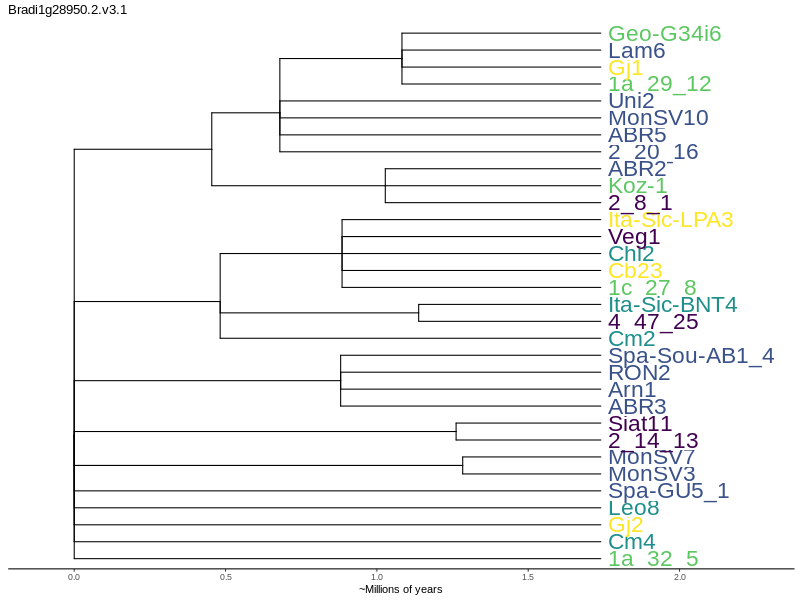 Bradi1g28950.2.v3.1
Geo-G34i6
Lam6
Gj1
1a_29_12
Uni2
MonSV10
ABR5
2_20_16
ABR2
Koz-1
2_8_1
Ita-Sic-LPA3
Veg1
Chi2
Cb23
1c_27_8
Ita-Sic-BNT4
4_47_25
Cm2
Spa-Sou-AB1_4
RON2
Arn1
ABR3
Siat11
2_14_13
MonSV7
MonSV3
Spa-GU5_1
Leo8
Gj2
Cm4
1a_32_5
0.0 0.5 1.0 1.5 2.0
~Millions of years